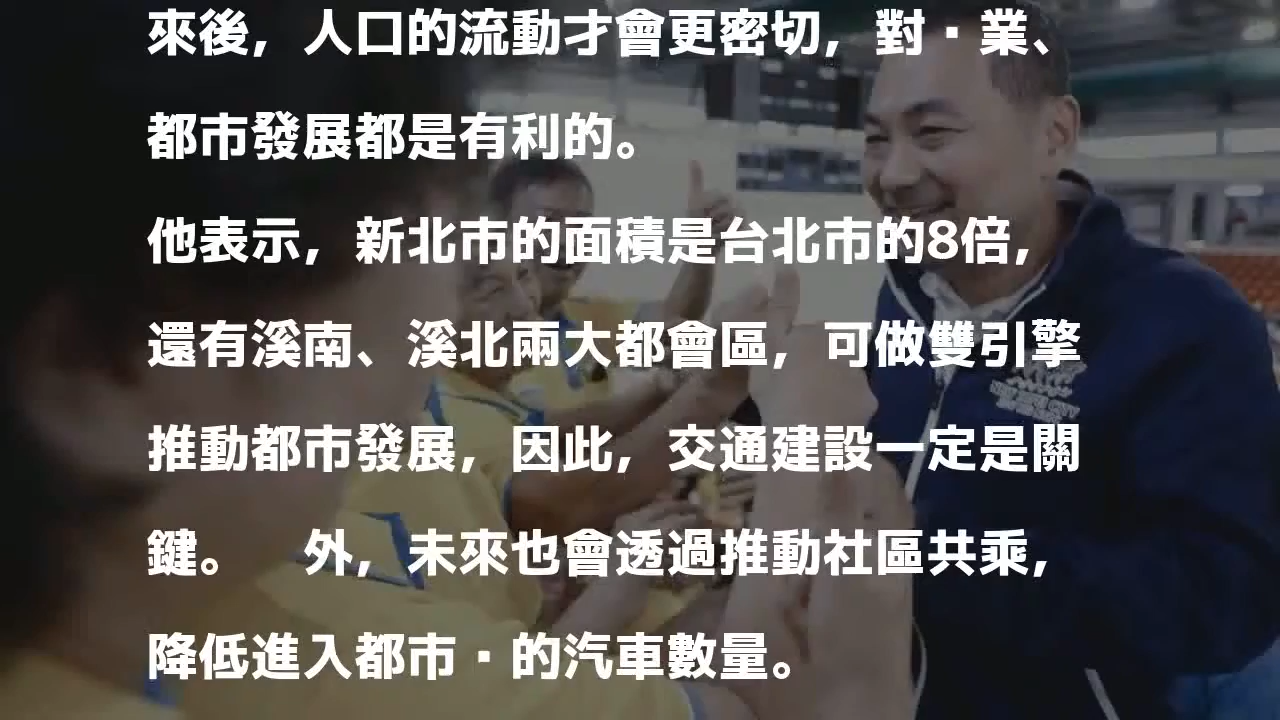 來後，人口的流動才會更密切，對·業、
都市發展都是有利的。
他表示，新北市的面積是台北市的8倍，
還有溪南、溪北兩大都會區，可做雙引擎
推動都市發展，因此，交通建設一定是關
鍵。　外，未來也會透過推動社區共乘，
降低進入都市·的汽車數量。
NEW TAIPEI CITY